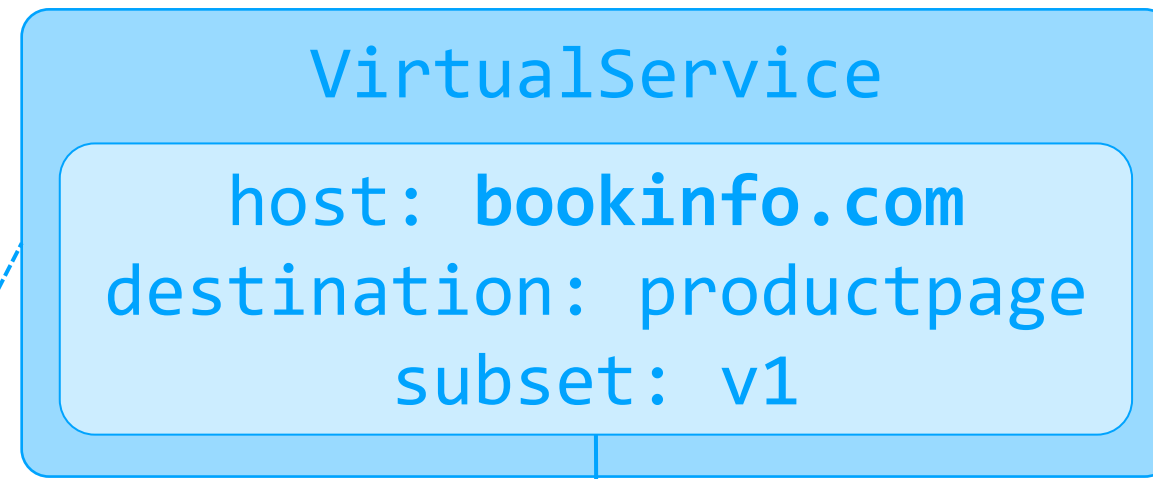 VirtualService
host: bookinfo.com
destination: productpage
subset: v1